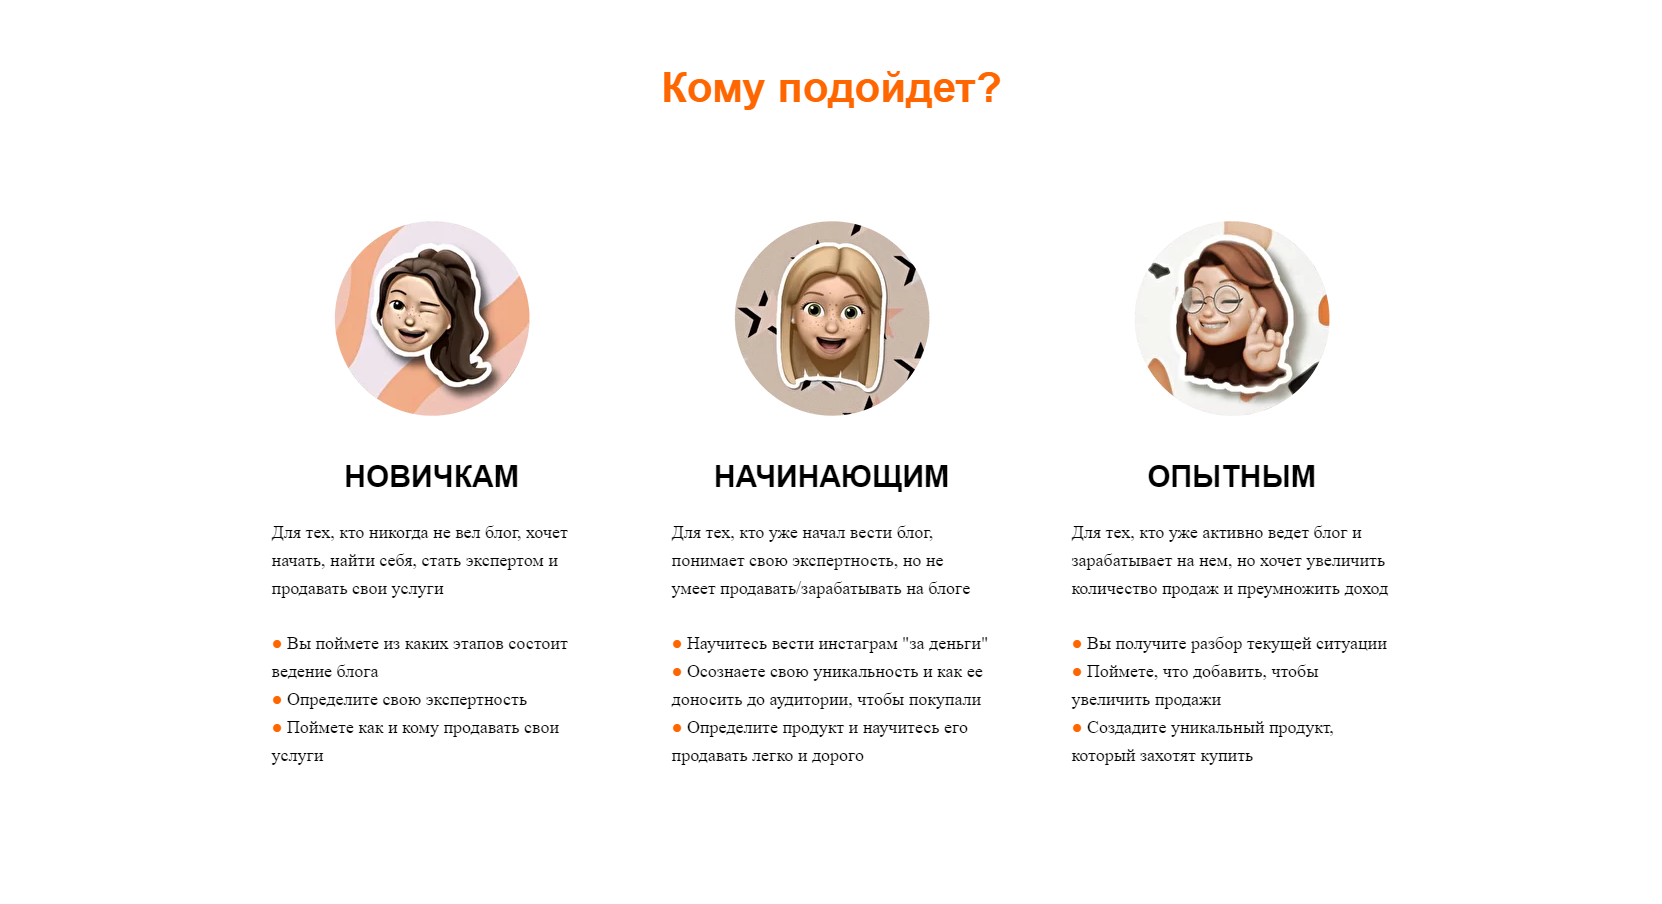 Кому подойдет?
НОВИЧКАМ
Для тех, кто никогда не вел блог, хочет
начать, найти себя, стать экспертом и
продавать свои услуги
● Вы поймете из каких этапов состоит
ведение блога
● Определите свою экспертность
● Поймете как и кому продавать свои
услуги
НАЧИНАЮЩИМ
Для тех, кто уже начал вести блог,
понимает свою экспертность, но не
умеет продавать/зарабатывать на блоге
● Научитесь вести инстаграм "за деньги"
● Осознаете свою уникальность и как ее
доносить до аудитории, чтобы покупали
● Определите продукт и научитесь его
продавать легко и дорого
ОПЫТНЫМ
Для тех, кто уже активно ведет блог и
зарабатывает на нем, но хочет увеличить
количество продаж и преумножить доход
● Вы получите разбор текущей ситуации
● Поймете, что добавить, чтобы
увеличить продажи
● Создадите уникальный продукт,
который захотят купить